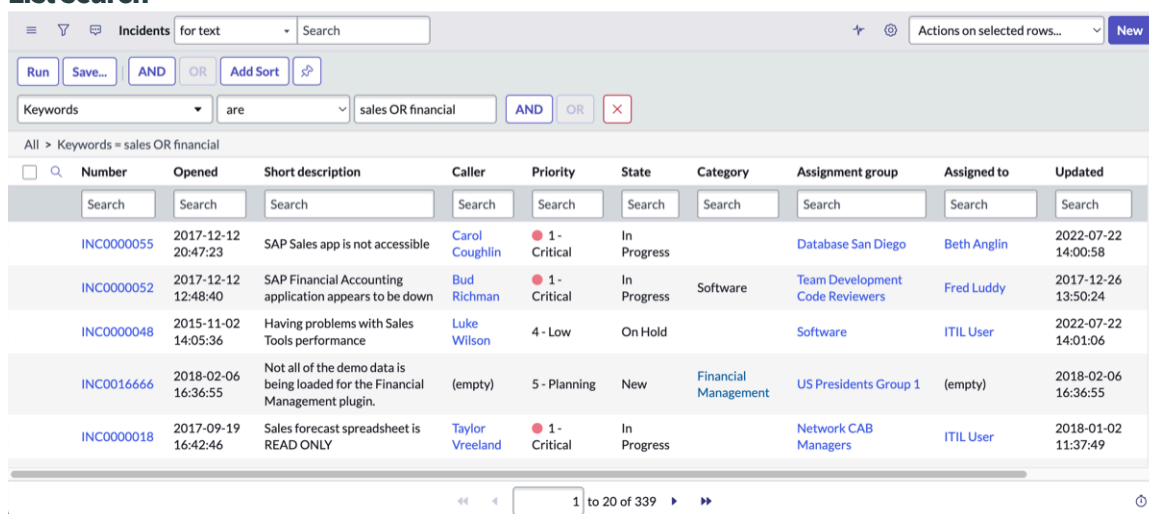 Incidents for text Search Actions on selected rows... New
Run Save... AND OR Add Sort
Keywords are sales OR financial AND OR
All > Keywords = sales OR financial
Number Opened Short description Caller Priority State Category Assignment group Assigned to Updated
Search Search Search Search Search Search Search Search Search Search
INC0000055 2017-12-12 20:47:23 SAP Sales app is not accessible Carol Coughlin 1 - Critical In Progress Database San Diego Beth Anglin 2022-07-22 14:00:58
INC0000052 2017-12-12 12:48:40 SAP Financial Accounting application appears to be down Bud Richman 1 - Critical In Progress Software Team Development Code Reviewers Fred Luddy 2017-12-26 13:50:24
INC0000048 2015-11-02 14:05:36 Having problems with Sales Tools performance Luke Wilson 4 - Low On Hold Software ITIL User 2022-07-22 14:01:06
INC0016666 2018-02-06 16:36:55 Not all of the demo data is being loaded for the Financial Management plugin. (empty) 5 - Planning New Financial Management US Presidents Group 1 (empty) 2018-02-06 16:36:55
INC0000018 2017-09-19 16:42:46 Sales forecast spreadsheet is READ ONLY Taylor Vreeland 1 - Critical In Progress Network CAB Managers ITIL User 2018-01-02 11:37:49
1 to 20 of 339